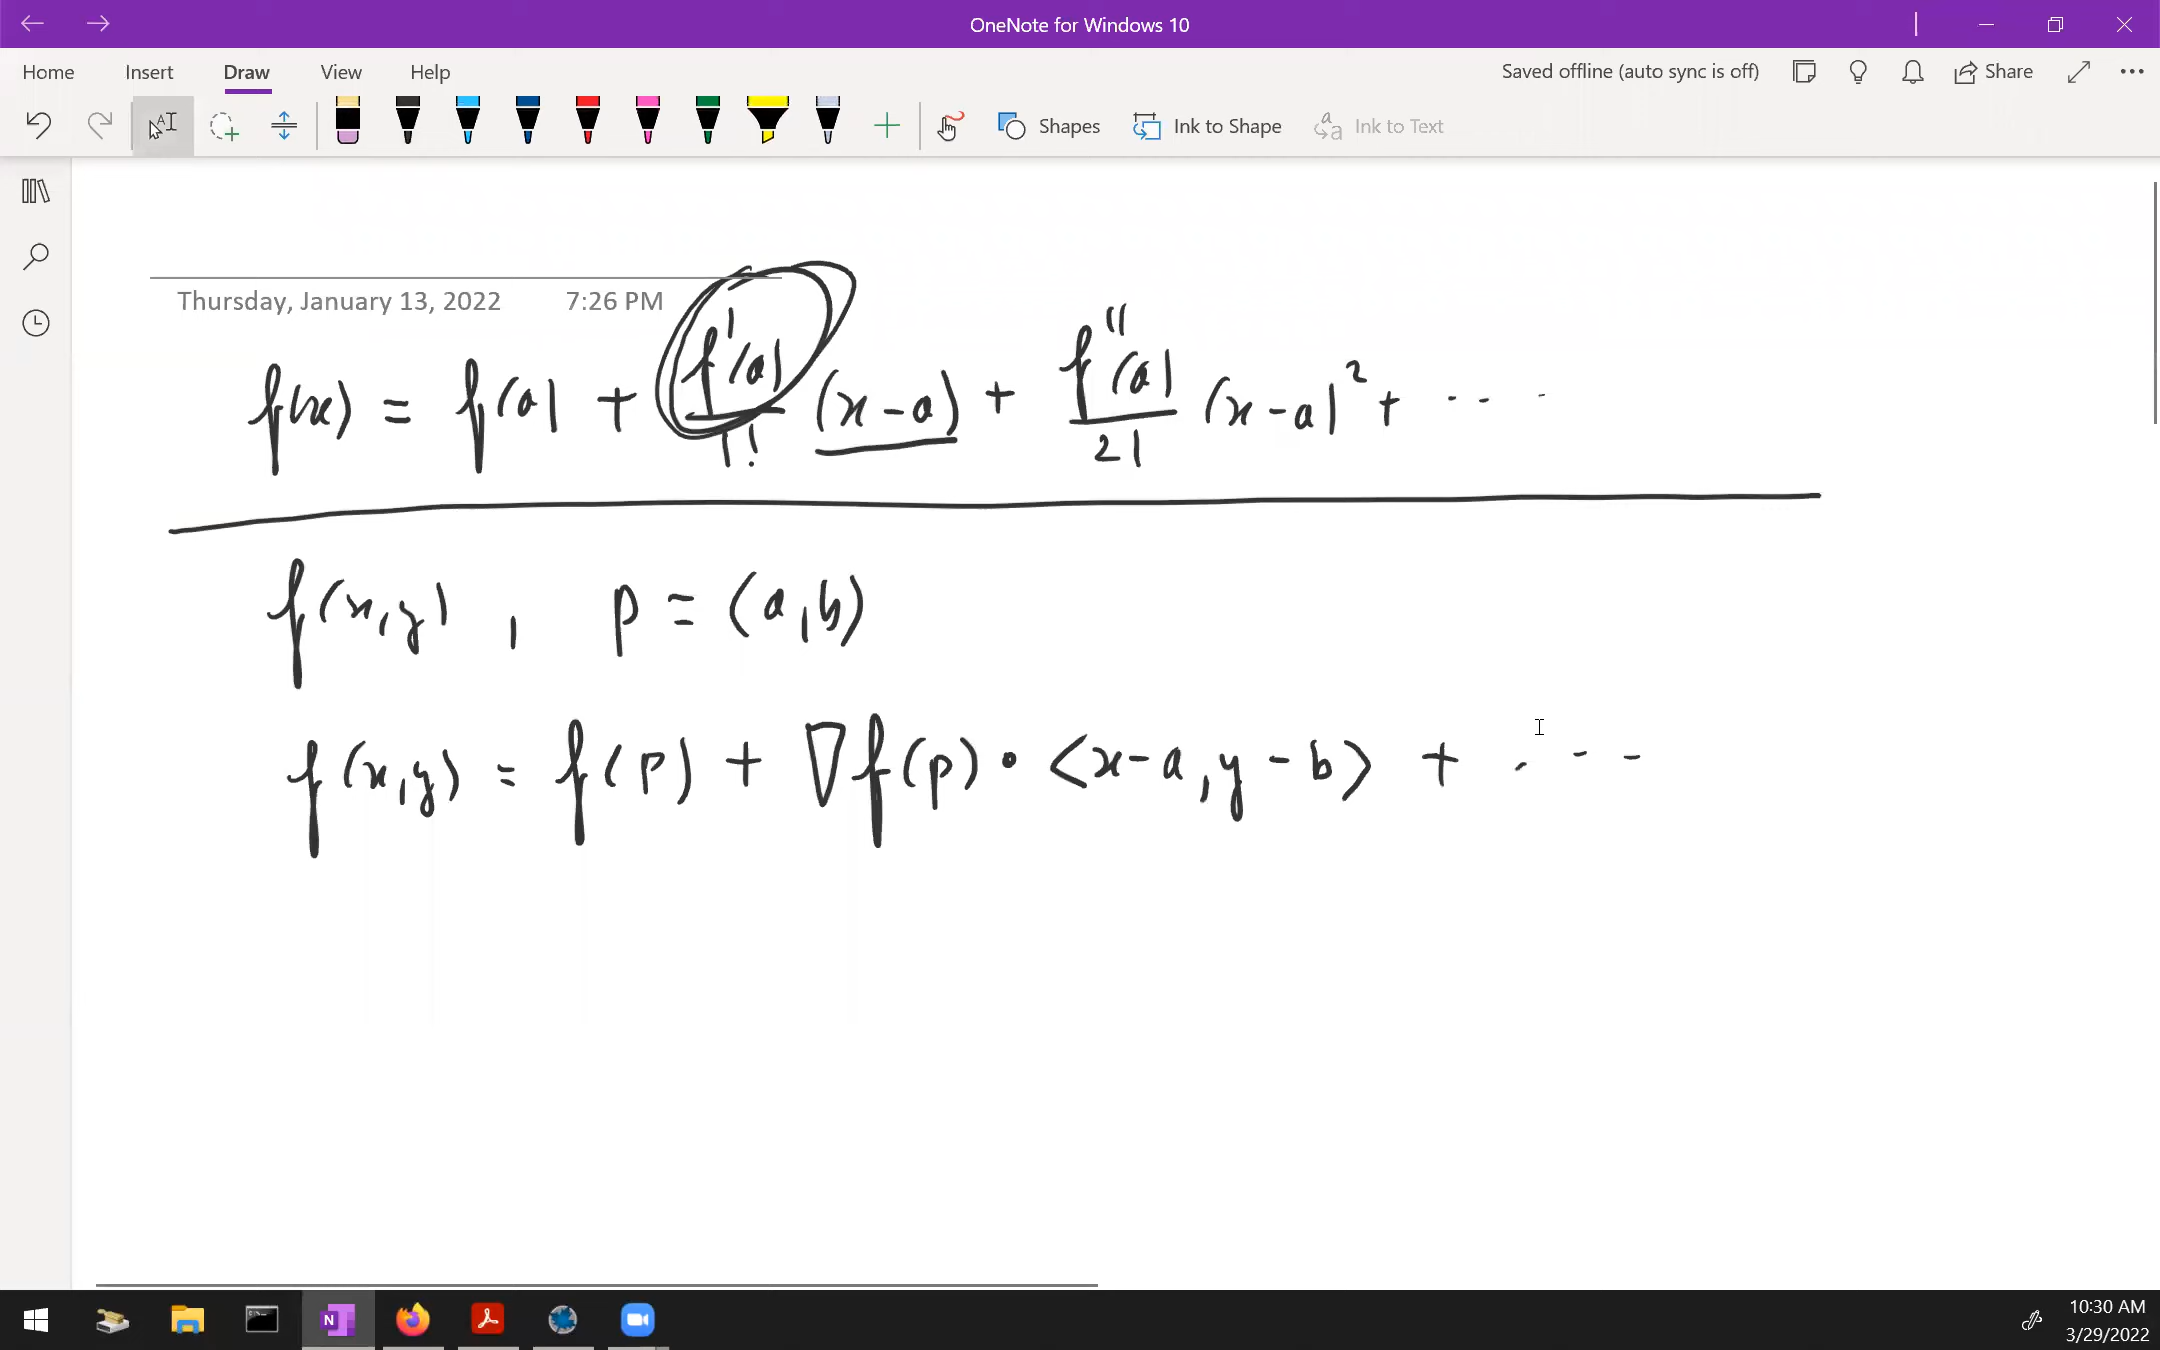 OneNote for Windows 10
Home Insert Draw View Help
Saved offline (auto sync is off) Share
Shapes Ink to Shape Ink to Text
Thursday, January 13, 2022 7:26 PM
f(x) = f(a) + f'(a)/1! (x-a) + f''(a)/2! (x-a)² + ...
f(x,y), p = (a,b)
f(x,y) = f(p) + ∇f(p) • <x-a, y-b> + ...
10:30 AM
3/29/2022